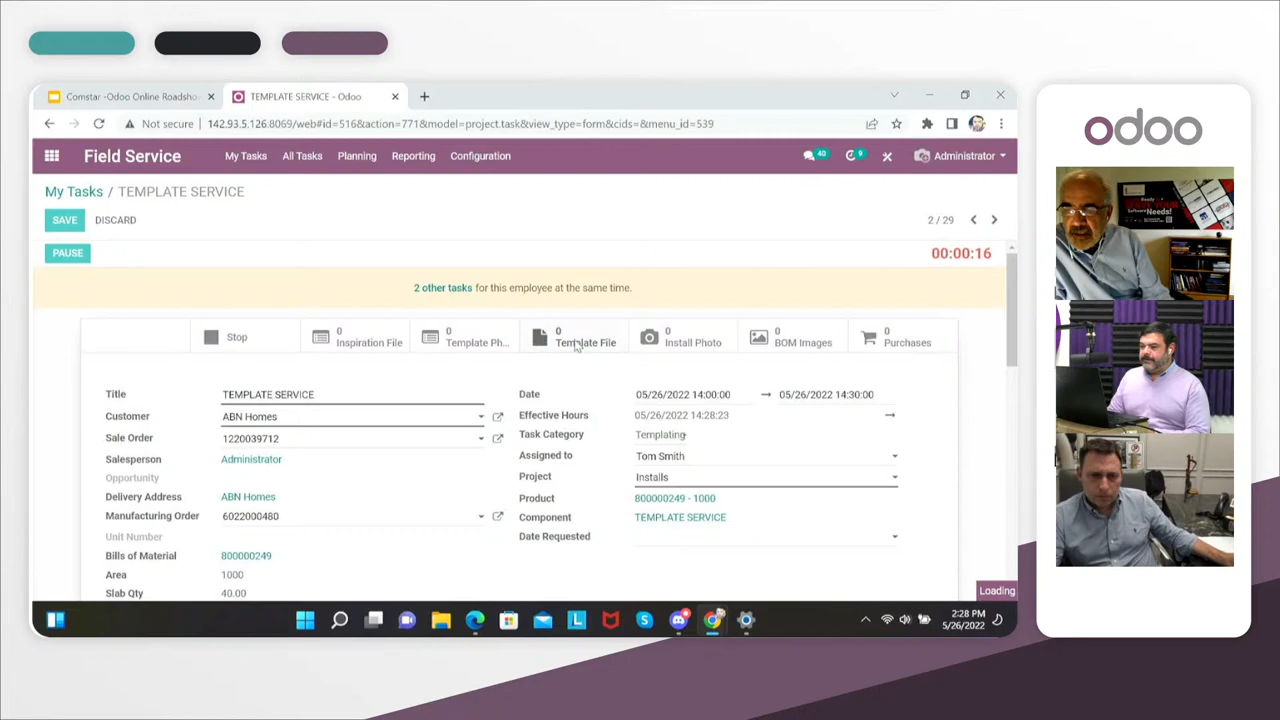 Comstar -Odoo Online Roadsho
TEMPLATE SERVICE - Odoo
Not secure
142.93.5.126:8069/web#id=516&action=771&model=project.task&view_type=form&cids=&menu_id=539
Field Service
My Tasks
All Tasks
Planning
Reporting
Configuration
40
9
Administrator
My Tasks / TEMPLATE SERVICE
SAVE
DISCARD
2 / 29
PAUSE
00:00:16
2 other tasks for this employee at the same time.
Stop
0
Inspiration File
0
Template Ph...
0
Template File
0
Install Photo
0
BOM Images
0
Purchases
Title
TEMPLATE SERVICE
Customer
ABN Homes
Sale Order
1220039712
Salesperson
Administrator
Opportunity
Delivery Address
ABN Homes
Manufacturing Order
6022000480
Unit Number
Bills of Material
800000249
Area
1000
Slab Qty
40.00
Date
05/26/2022 14:00:00
05/26/2022 14:30:00
Effective Hours
05/26/2022 14:28:23
Task Category
Templating
Assigned to
Tom Smith
Project
Installs
Product
800000249 - 1000
Component
TEMPLATE SERVICE
Date Requested
Loading
2:28 PM
5/26/2022
odoo
Software Needs!